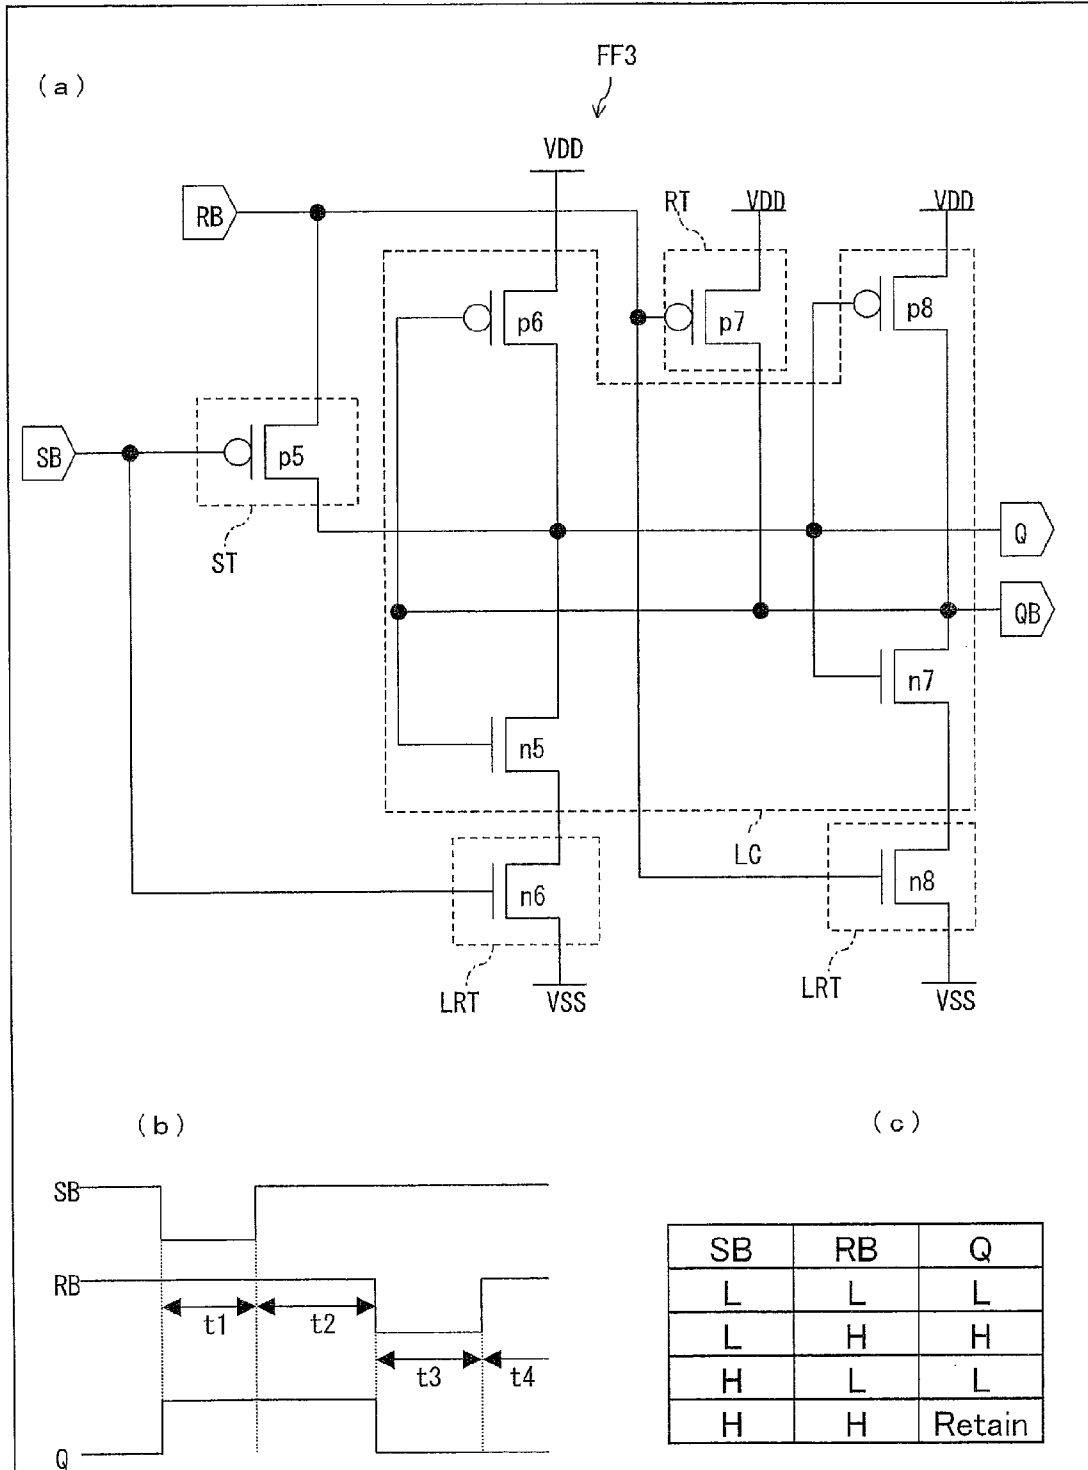 FF3
(a)
VDD
RB
RT
VDD
VDD
p6
p7
p8
SB
p5
ST
Q
QB
n7
n5
LC
n6
n8
LRT
VSS
LRT
VSS
(b)
(c)
SB
RB
t1
t2
t3
t4
Q
SB RB Q
L L L
L H H
H L L
H H Retain